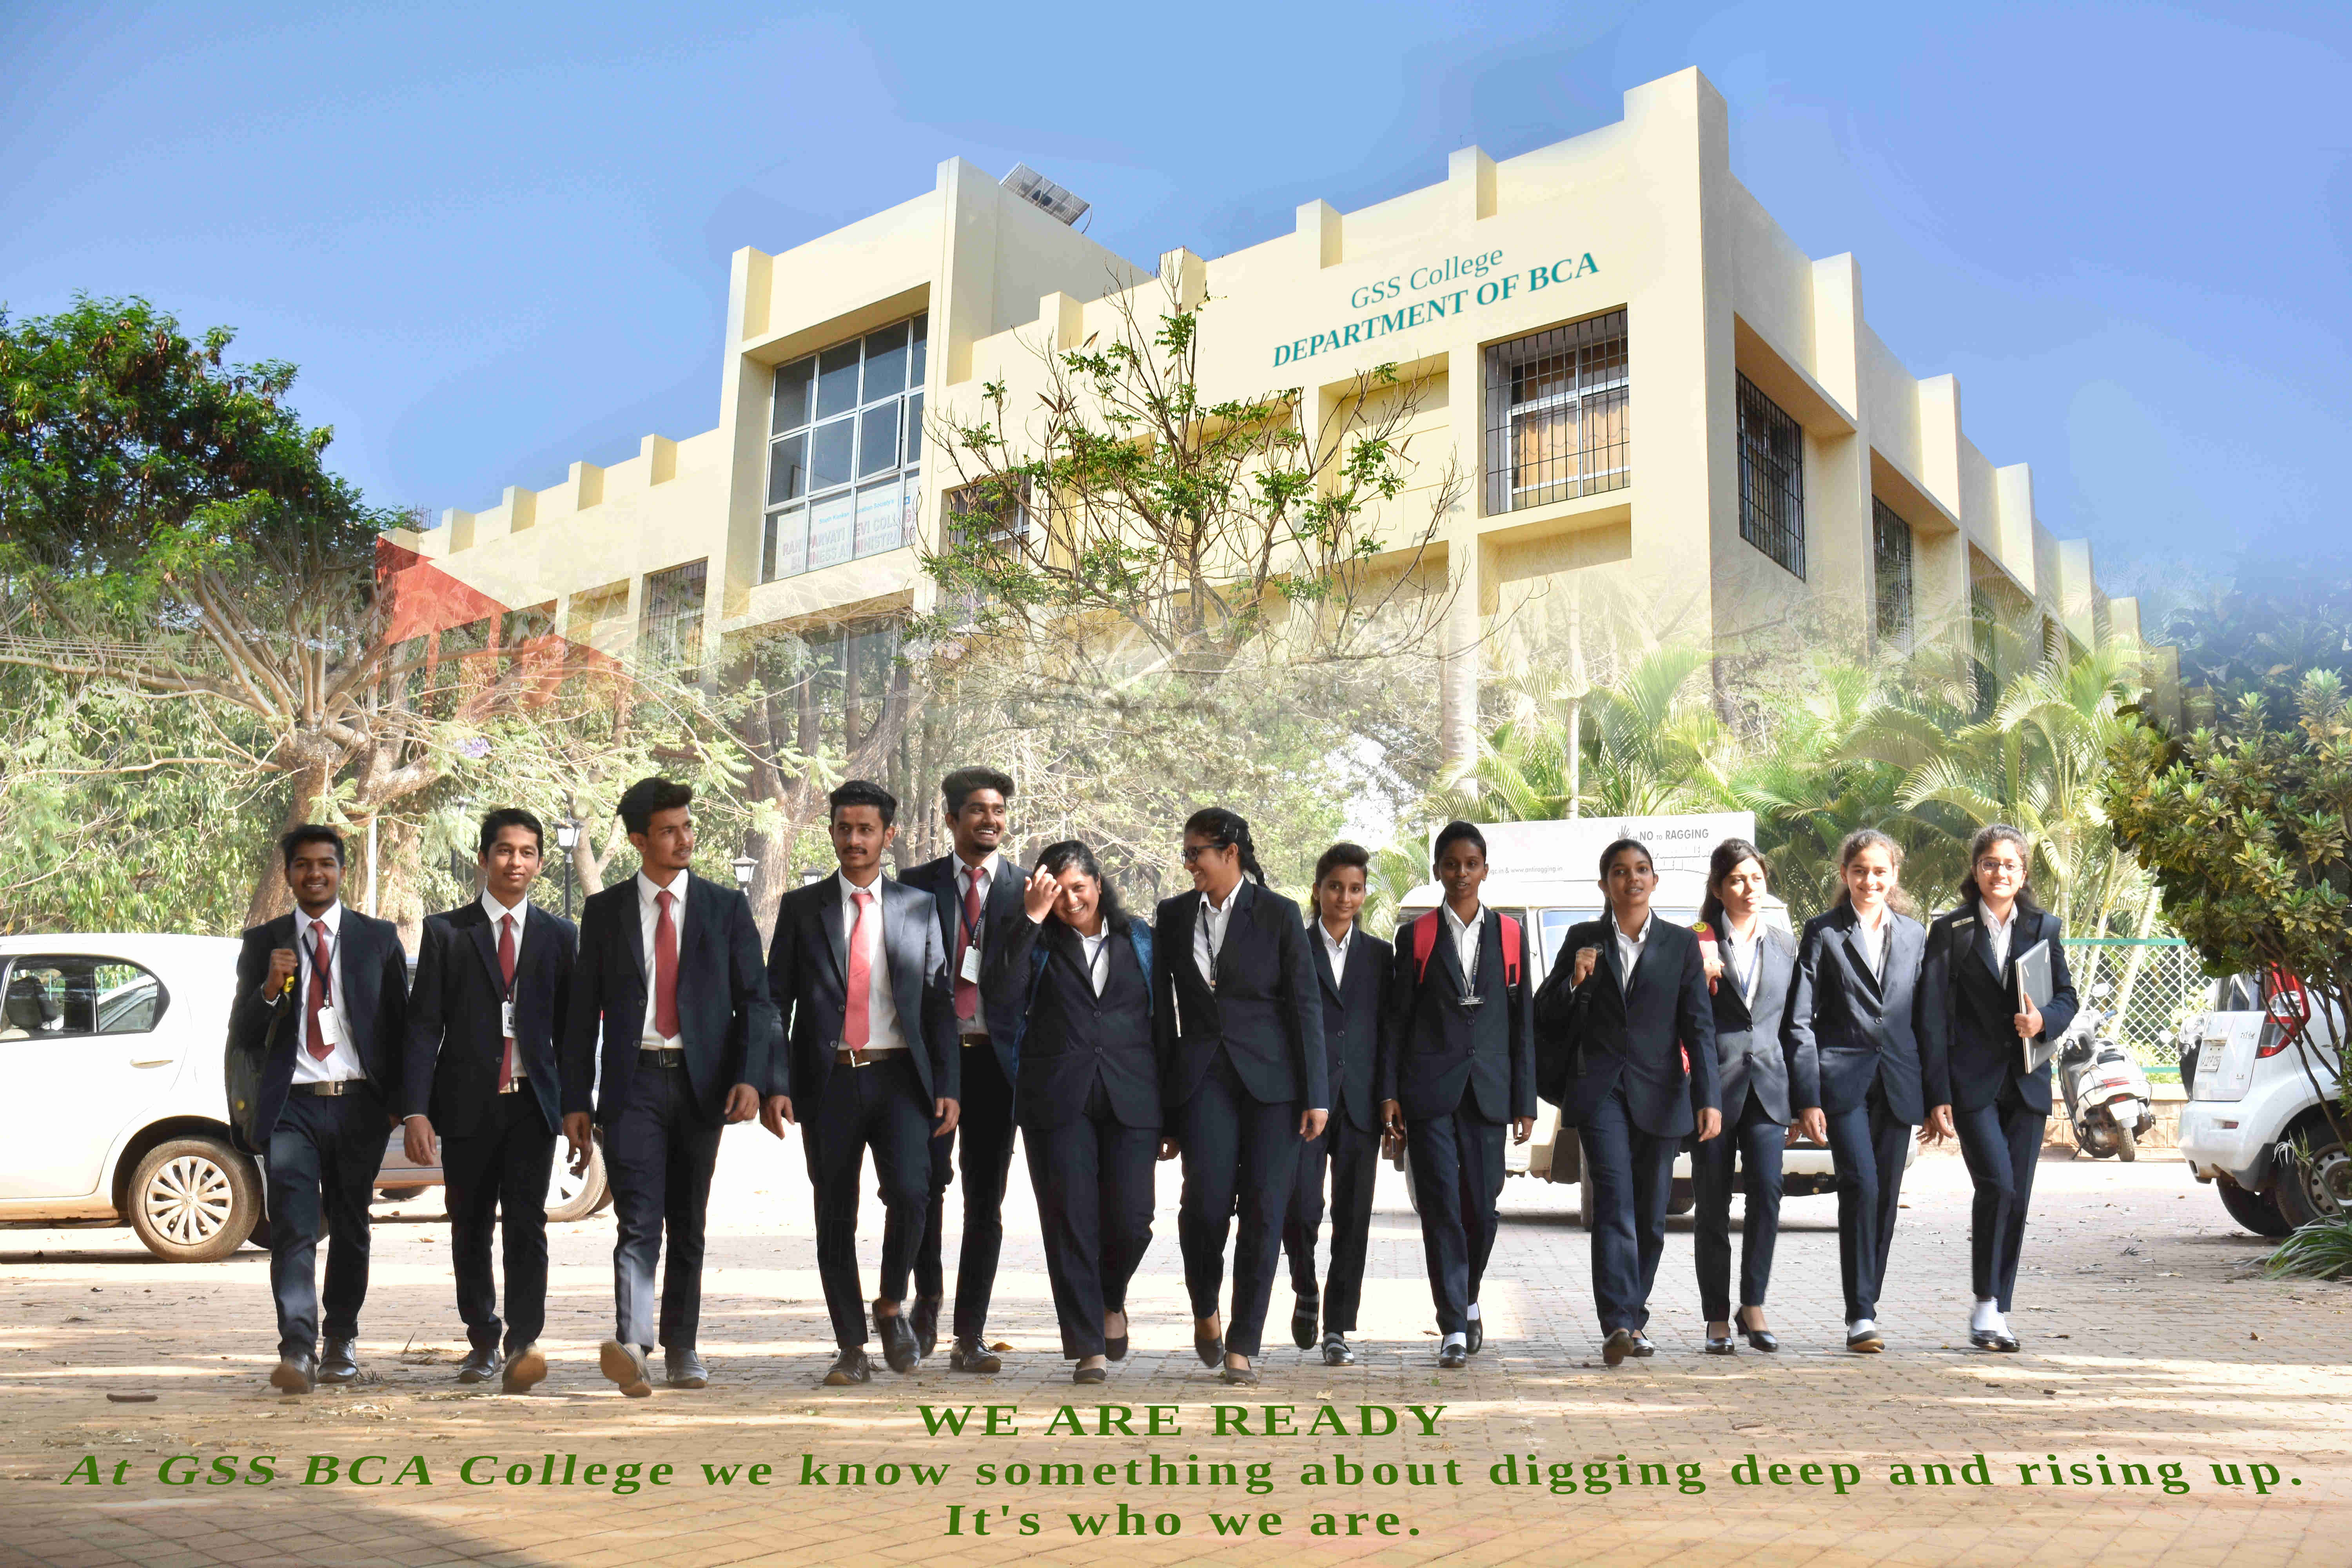 GSS College
DEPARTMENT OF BCA
NO TO RAGGING
WE ARE READY
At GSS BCA College we know something about digging deep and rising up.
It's who we are.